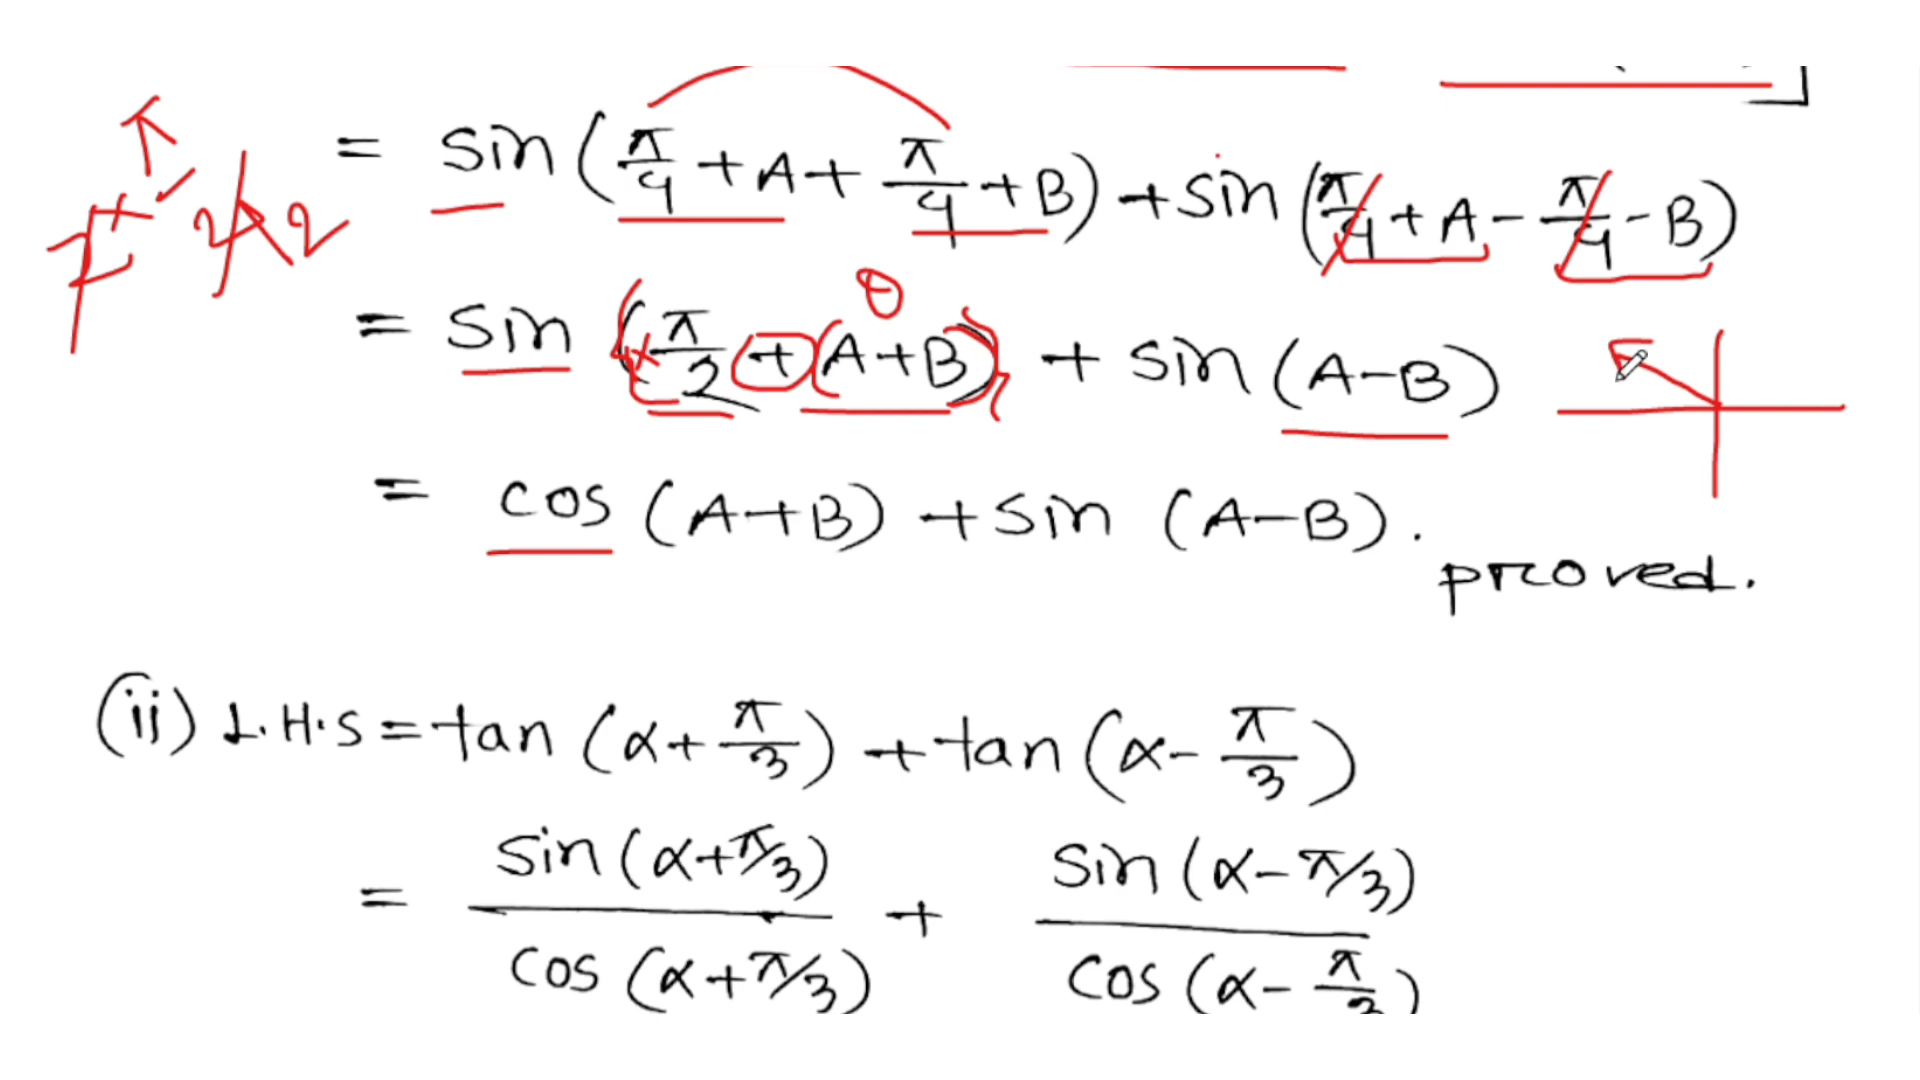 = sin(π/4 + A + π/4 + B) + sin(π/4 + A - π/4 - B)
θ
= sin (π/2 + (A+B)) + sin (A-B)
= cos (A+B) + sin (A-B).
proved.
(ii) L.H.S = tan (α + π/3) + tan (α - π/3)
= sin(α+π/3)/cos(α+π/3) + sin(α-π/3)/cos(α-π/3)